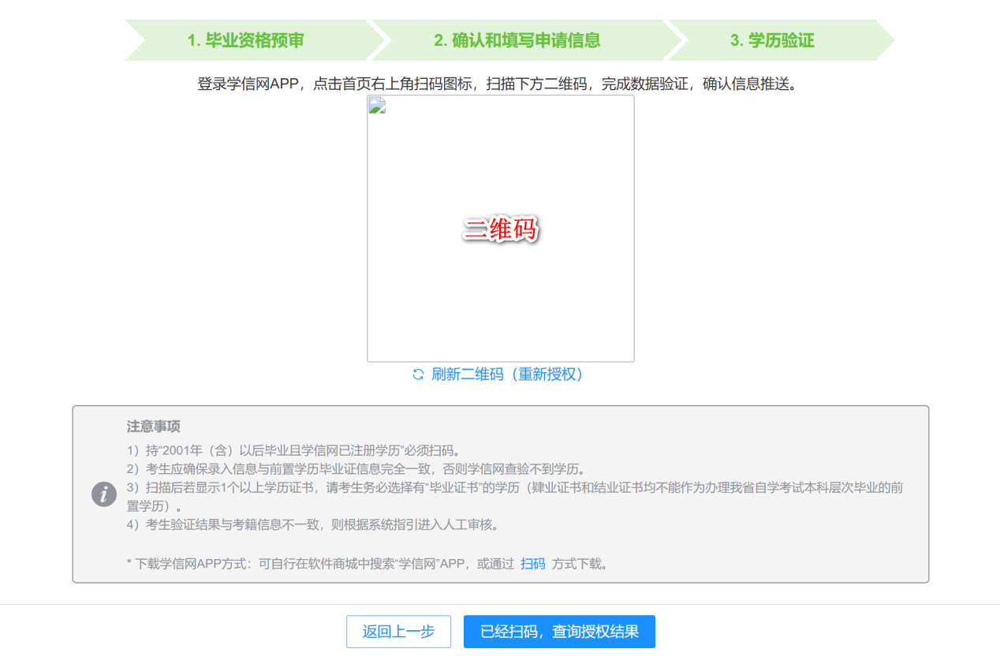 1. 毕业资格预审
2. 确认和填写申请信息
3. 学历验证
登录学信网APP，点击首页右上角扫码图标，扫描下方二维码，完成数据验证，确认信息推送。
二维码
刷新二维码（重新授权）
注意事项
1）持“2001年（含）以后毕业且学信网已注册学历”必须扫码。
2）考生应确保录入信息与前置学历毕业证信息完全一致，否则学信网查验不到学历。
3）扫描后若显示1个以上学历证书，请考生务必选择有“毕业证书”的学历（肄业证书和结业证书均不能作为办理我省自学考试本科层次毕业的前
置学历）。
4）考生验证结果与考籍信息不一致，则根据系统指引进入人工审核。
* 下载学信网APP方式：可自行在软件商城中搜索“学信网”APP，或通过 扫码 方式下载。
返回上一步
已经扫码，查询授权结果